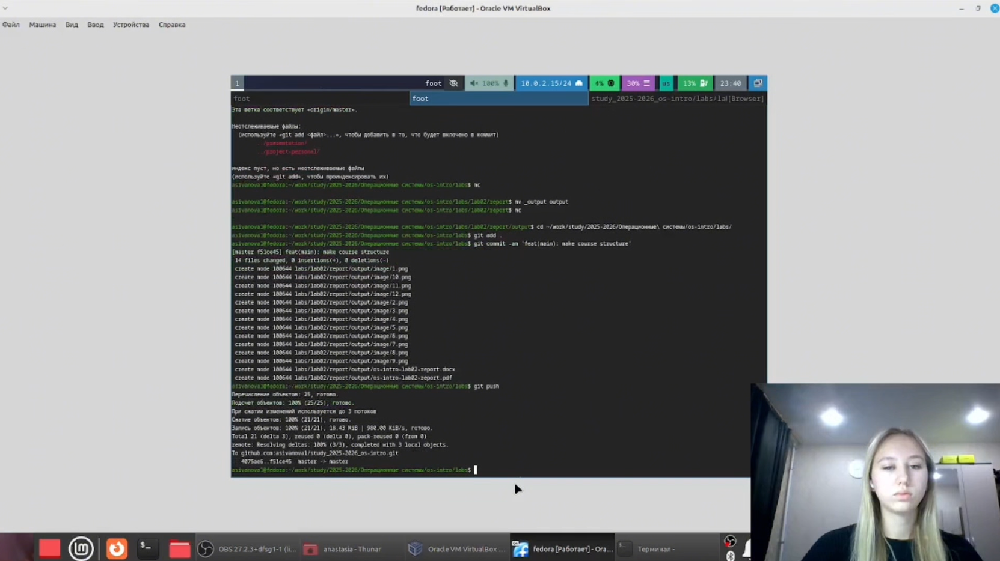 fedora [Работает] - Oracle VM VirtualBox
Файл Машина Вид Ввод Устройства Справка
1 foot 100% 10.0.2.15/24 4% 30% us 13% 23:40
foot foot study_2025-2026_os-intro/labs/la[Browser]
Эта ветка соответствует «origin/master».
Неотслеживаемые файлы:
(используйте «git add <файл>...», чтобы добавить в то, что будет включено в коммит)
../presentation/
../project-personal/
индекс пуст, но есть неотслеживаемые файлы
(используйте «git add», чтобы проиндексировать их)
asivanova1@fedora:~/work/study/2025-2026/Операционные системы/os-intro/labs$ mc
asivanova1@fedora:~/work/study/2025-2026/Операционные системы/os-intro/labs/lab02/report$ mv _output output
asivanova1@fedora:~/work/study/2025-2026/Операционные системы/os-intro/labs/lab02/report$ mc
asivanova1@fedora:~/work/study/2025-2026/Операционные системы/os-intro/labs/lab02/report/output$ cd ~/work/study/2025-2026/Операционные\ системы/os-intro/labs/
asivanova1@fedora:~/work/study/2025-2026/Операционные системы/os-intro/labs$ git add .
asivanova1@fedora:~/work/study/2025-2026/Операционные системы/os-intro/labs$ git commit -am 'feat(main): make course structure'
[master f51ce45] feat(main): make course structure
14 files changed, 0 insertions(+), 0 deletions(-)
create mode 100644 labs/lab02/report/output/image/1.png
create mode 100644 labs/lab02/report/output/image/10.png
create mode 100644 labs/lab02/report/output/image/11.png
create mode 100644 labs/lab02/report/output/image/12.png
create mode 100644 labs/lab02/report/output/image/2.png
create mode 100644 labs/lab02/report/output/image/3.png
create mode 100644 labs/lab02/report/output/image/4.png
create mode 100644 labs/lab02/report/output/image/5.png
create mode 100644 labs/lab02/report/output/image/6.png
create mode 100644 labs/lab02/report/output/image/7.png
create mode 100644 labs/lab02/report/output/image/8.png
create mode 100644 labs/lab02/report/output/image/9.png
create mode 100644 labs/lab02/report/output/os-intro-lab02-report.docx
create mode 100644 labs/lab02/report/output/os-intro-lab02-report.pdf
asivanova1@fedora:~/work/study/2025-2026/Операционные системы/os-intro/labs$ git push
Перечисление объектов: 25, готово.
Подсчет объектов: 100% (25/25), готово.
При сжатии изменений используется до 3 потоков
Сжатие объектов: 100% (21/21), готово.
Запись объектов: 100% (21/21), 18.43 MiB | 980.00 KiB/s, готово.
Total 21 (delta 3), reused 0 (delta 0), pack-reused 0 (from 0)
remote: Resolving deltas: 100% (3/3), completed with 3 local objects.
To github.com:asivanova1/study_2025-2026_os-intro.git
4075ae6..f51ce45 master -> master
asivanova1@fedora:~/work/study/2025-2026/Операционные системы/os-intro/labs$
OBS 27.2.3+dfsg1-1 (li... anastasia - Thunar Oracle VM VirtualBox ... fedora [Работает] - Ora... Терминал -